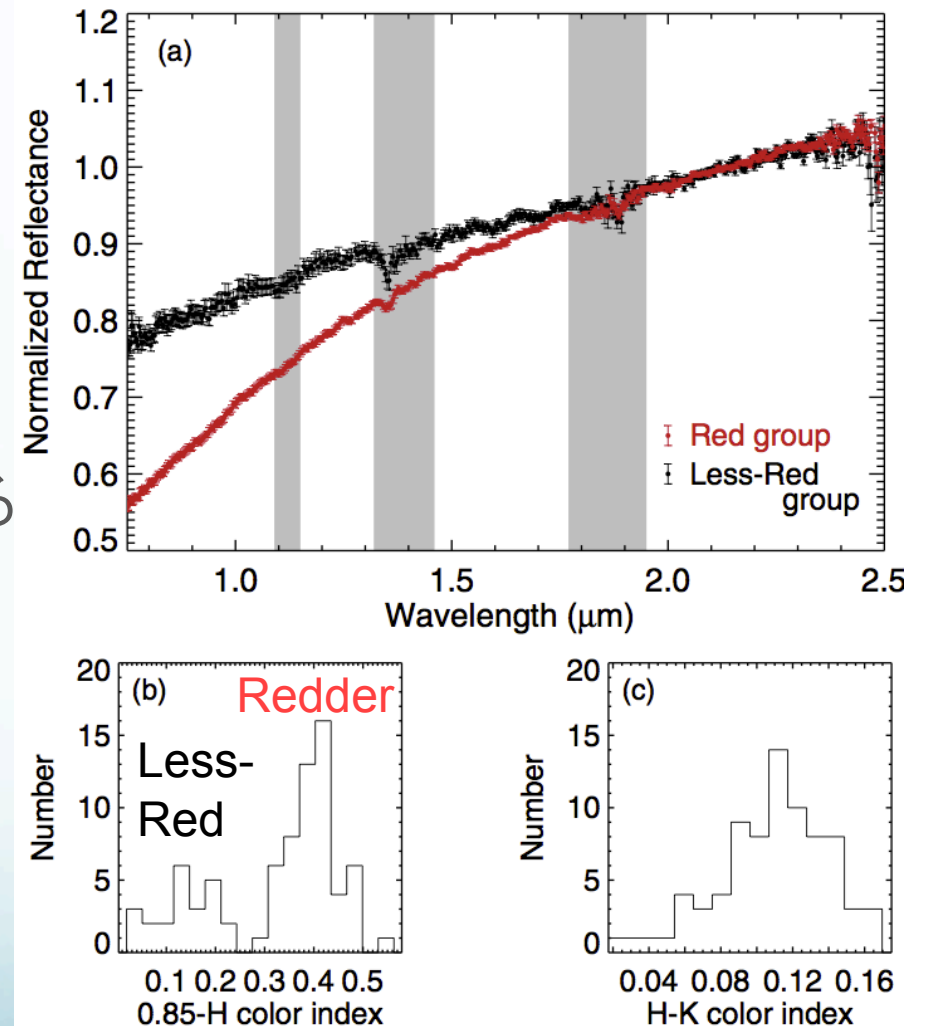 (a)
1.2
1.1
1.0
0.9
0.8
0.7
0.6
0.5
Normalized Reflectance
Red group
Less-Red
group
1.0 1.5 2.0 2.5
Wavelength (μm)
(b)
Redder
Less-
Red
20
15
10
5
0
Number
0.1 0.2 0.3 0.4 0.5
0.85-H color index
(c)
20
15
10
5
0
Number
0.04 0.08 0.12 0.16
H-K color index